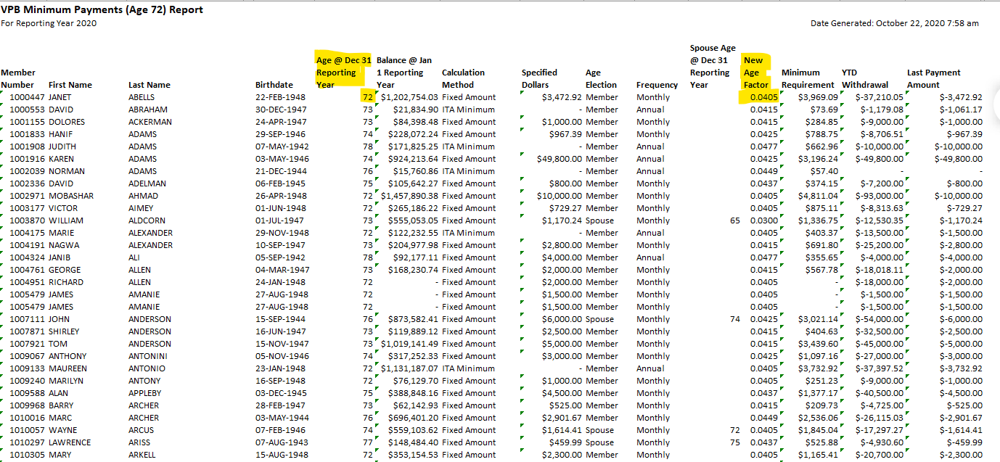 VPB Minimum Payments (Age 72) Report
For Reporting Year 2020 Date Generated: October 22, 2020 7:58 am
Spouse Age
Age @ Dec 31 Balance @ Jan @ Dec 31 New
Member Reporting 1 Reporting Calculation Specified Age Reporting Age Minimum YTD Last Payment
Number First Name Last Name Birthdate Year Year Method Dollars Election Frequency Year Factor Requirement Withdrawal Amount
1000447 JANET ABELLS 22-FEB-1948 72 $1,202,754.03 Fixed Amount $3,472.92 Member Monthly 0.0405 $3,969.09 $-37,210.05 $-3,472.92
1000553 DAVID ABRAHAM 30-DEC-1947 73 $21,834.90 ITA Minimum - Member Annual 0.0415 $73.69 $-1,179.08 $-1,061.17
1001155 DOLORES ACKERMAN 24-APR-1947 73 $84,398.48 Fixed Amount $1,000.00 Member Monthly 0.0415 $284.85 $-9,000.00 $-1,000.00
1001833 HANIF ADAMS 29-SEP-1946 74 $228,072.24 Fixed Amount $967.39 Member Monthly 0.0425 $788.75 $-8,706.51 $-967.39
1001908 JUDITH ADAMS 07-MAY-1942 78 $171,825.25 ITA Minimum - Member Annual 0.0477 $662.96 $-10,000.00 $-10,000.00
1001916 KAREN ADAMS 03-MAY-1946 74 $924,213.64 Fixed Amount $49,800.00 Member Annual 0.0425 $3,196.24 $-49,800.00 $-49,800.00
1002039 NORMAN ADAMS 21-DEC-1944 76 $15,760.86 ITA Minimum - Member Annual 0.0449 $57.40 - -
1002336 DAVID ADELMAN 06-FEB-1945 75 $105,642.27 Fixed Amount $800.00 Member Monthly 0.0437 $374.15 $-7,200.00 $-800.00
1002971 MOBASHAR AHMAD 26-APR-1948 72 $1,457,890.38 Fixed Amount $10,000.00 Member Monthly 0.0405 $4,811.04 $-93,000.00 $-10,000.00
1003177 VICTOR AIMEY 01-JUN-1948 72 $265,186.22 Fixed Amount $729.27 Member Monthly 0.0405 $875.11 $-8,313.63 $-729.27
1003870 WILLIAM ALDCORN 01-JUL-1947 73 $555,053.05 Fixed Amount $1,170.24 Spouse Monthly 65 0.0300 $1,336.75 $-12,530.35 $-1,170.24
1004175 MARIE ALEXANDER 29-NOV-1948 72 $122,232.55 ITA Minimum - Member Annual 0.0405 $403.37 $-13,500.00 $-1,500.00
1004191 NAGWA ALEXANDER 10-SEP-1947 73 $204,977.98 Fixed Amount $2,800.00 Member Monthly 0.0415 $691.80 $-25,200.00 $-2,800.00
1004324 JANIB ALI 05-SEP-1942 78 $92,177.11 Fixed Amount $4,000.00 Member Annual 0.0477 $355.65 $-4,000.00 $-4,000.00
1004761 GEORGE ALLEN 04-MAR-1947 73 $168,230.74 Fixed Amount $2,000.00 Member Monthly 0.0415 $567.78 $-18,018.11 $-2,000.00
1004951 RICHARD ALLEN 24-JAN-1948 72 - Fixed Amount $2,000.00 Member Monthly 0.0405 - $-18,000.00 $-2,000.00
1005479 JAMES AMANIE 27-AUG-1948 72 - Fixed Amount $1,500.00 Member Monthly 0.0405 - $-1,500.00 $-1,500.00
1005479 JAMES AMANIE 27-AUG-1948 72 - Fixed Amount $1,500.00 Member Monthly 0.0405 - $-1,500.00 $-1,500.00
1007111 JOHN ANDERSON 15-SEP-1944 76 $873,582.41 Fixed Amount $6,000.00 Spouse Monthly 74 0.0425 $3,021.14 $-54,000.00 $-6,000.00
1007871 SHIRLEY ANDERSON 16-JUN-1947 73 $119,889.12 Fixed Amount $2,500.00 Member Monthly 0.0415 $404.63 $-32,500.00 $-2,500.00
1007921 TOM ANDERSON 15-NOV-1947 73 $1,019,141.49 Fixed Amount $5,000.00 Member Monthly 0.0415 $3,439.60 $-45,000.00 $-5,000.00
1009067 ANTHONY ANTONINI 05-NOV-1946 74 $317,252.33 Fixed Amount $3,000.00 Member Monthly 0.0425 $1,097.16 $-27,000.00 $-3,000.00
1009133 MAUREEN ANTONIO 23-JAN-1948 72 $1,131,187.07 ITA Minimum - Member Annual 0.0405 $3,732.92 $-37,397.52 $-3,732.92
1009240 MARILYN ANTONY 16-SEP-1948 72 $76,129.70 Fixed Amount $1,000.00 Member Monthly 0.0405 $251.23 $-9,000.00 $-1,000.00
1009588 ALAN APPLEBY 03-DEC-1945 75 $388,848.16 Fixed Amount $4,500.00 Member Monthly 0.0437 $1,377.17 $-40,500.00 $-4,500.00
1009968 BARRY ARCHER 28-FEB-1947 73 $62,142.93 Fixed Amount $525.00 Member Monthly 0.0415 $209.73 $-4,725.00 $-525.00
1010016 MARC ARCHER 03-MAY-1944 76 $696,401.20 Fixed Amount $2,901.67 Member Monthly 0.0449 $2,536.06 $-26,115.03 $-2,901.67
1010057 WAYNE ARCUS 07-FEB-1946 74 $559,103.62 Fixed Amount $1,614.41 Spouse Monthly 72 0.0405 $1,845.04 $-17,297.27 $-1,614.41
1010297 LAWRENCE ARISS 07-AUG-1943 77 $148,484.40 Fixed Amount $459.99 Spouse Monthly 75 0.0437 $525.88 $-4,930.60 $-459.99
1010305 MARY ARKELL 15-AUG-1948 72 $353,154.53 Fixed Amount $2,300.00 Member Monthly 0.0405 $1,165.41 $-20,700.00 $-2,300.00